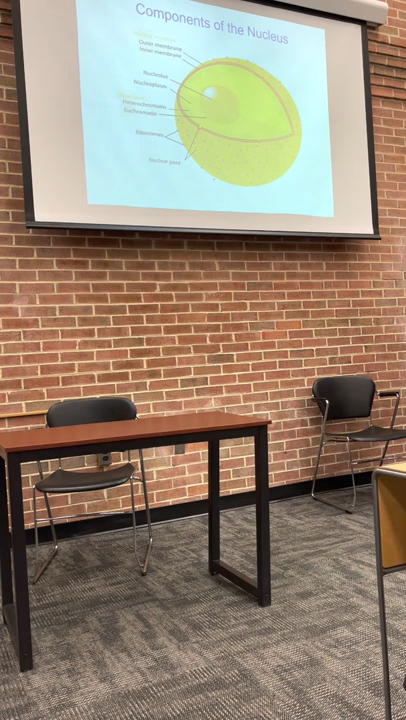 Components of the Nucleus
Outer membrane
Inner membrane
Nucleolus
Nucleoplasm
Heterochromatin
Euchromatin
Ribosomes
Nuclear pore